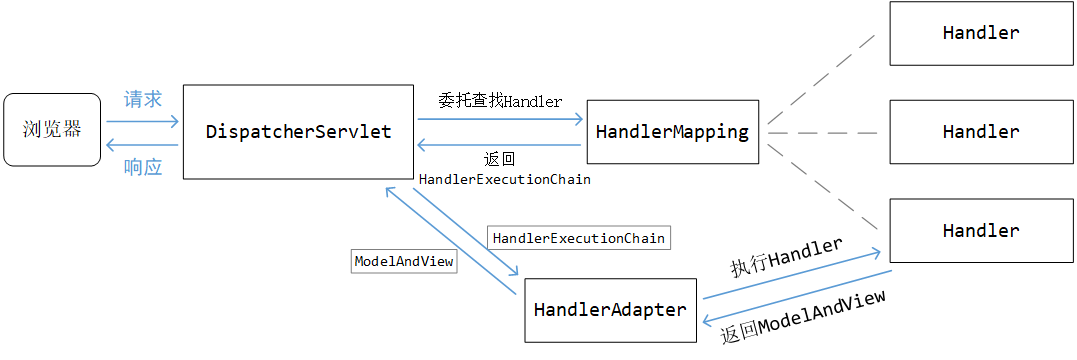 Handler
请求
委托查找Handler
浏览器
DispatcherServlet
HandlerMapping
Handler
响应
返回
HandlerExecutionChain
Handler
HandlerExecutionChain
ModelAndView
执行Handler
HandlerAdapter
返回ModelAndView